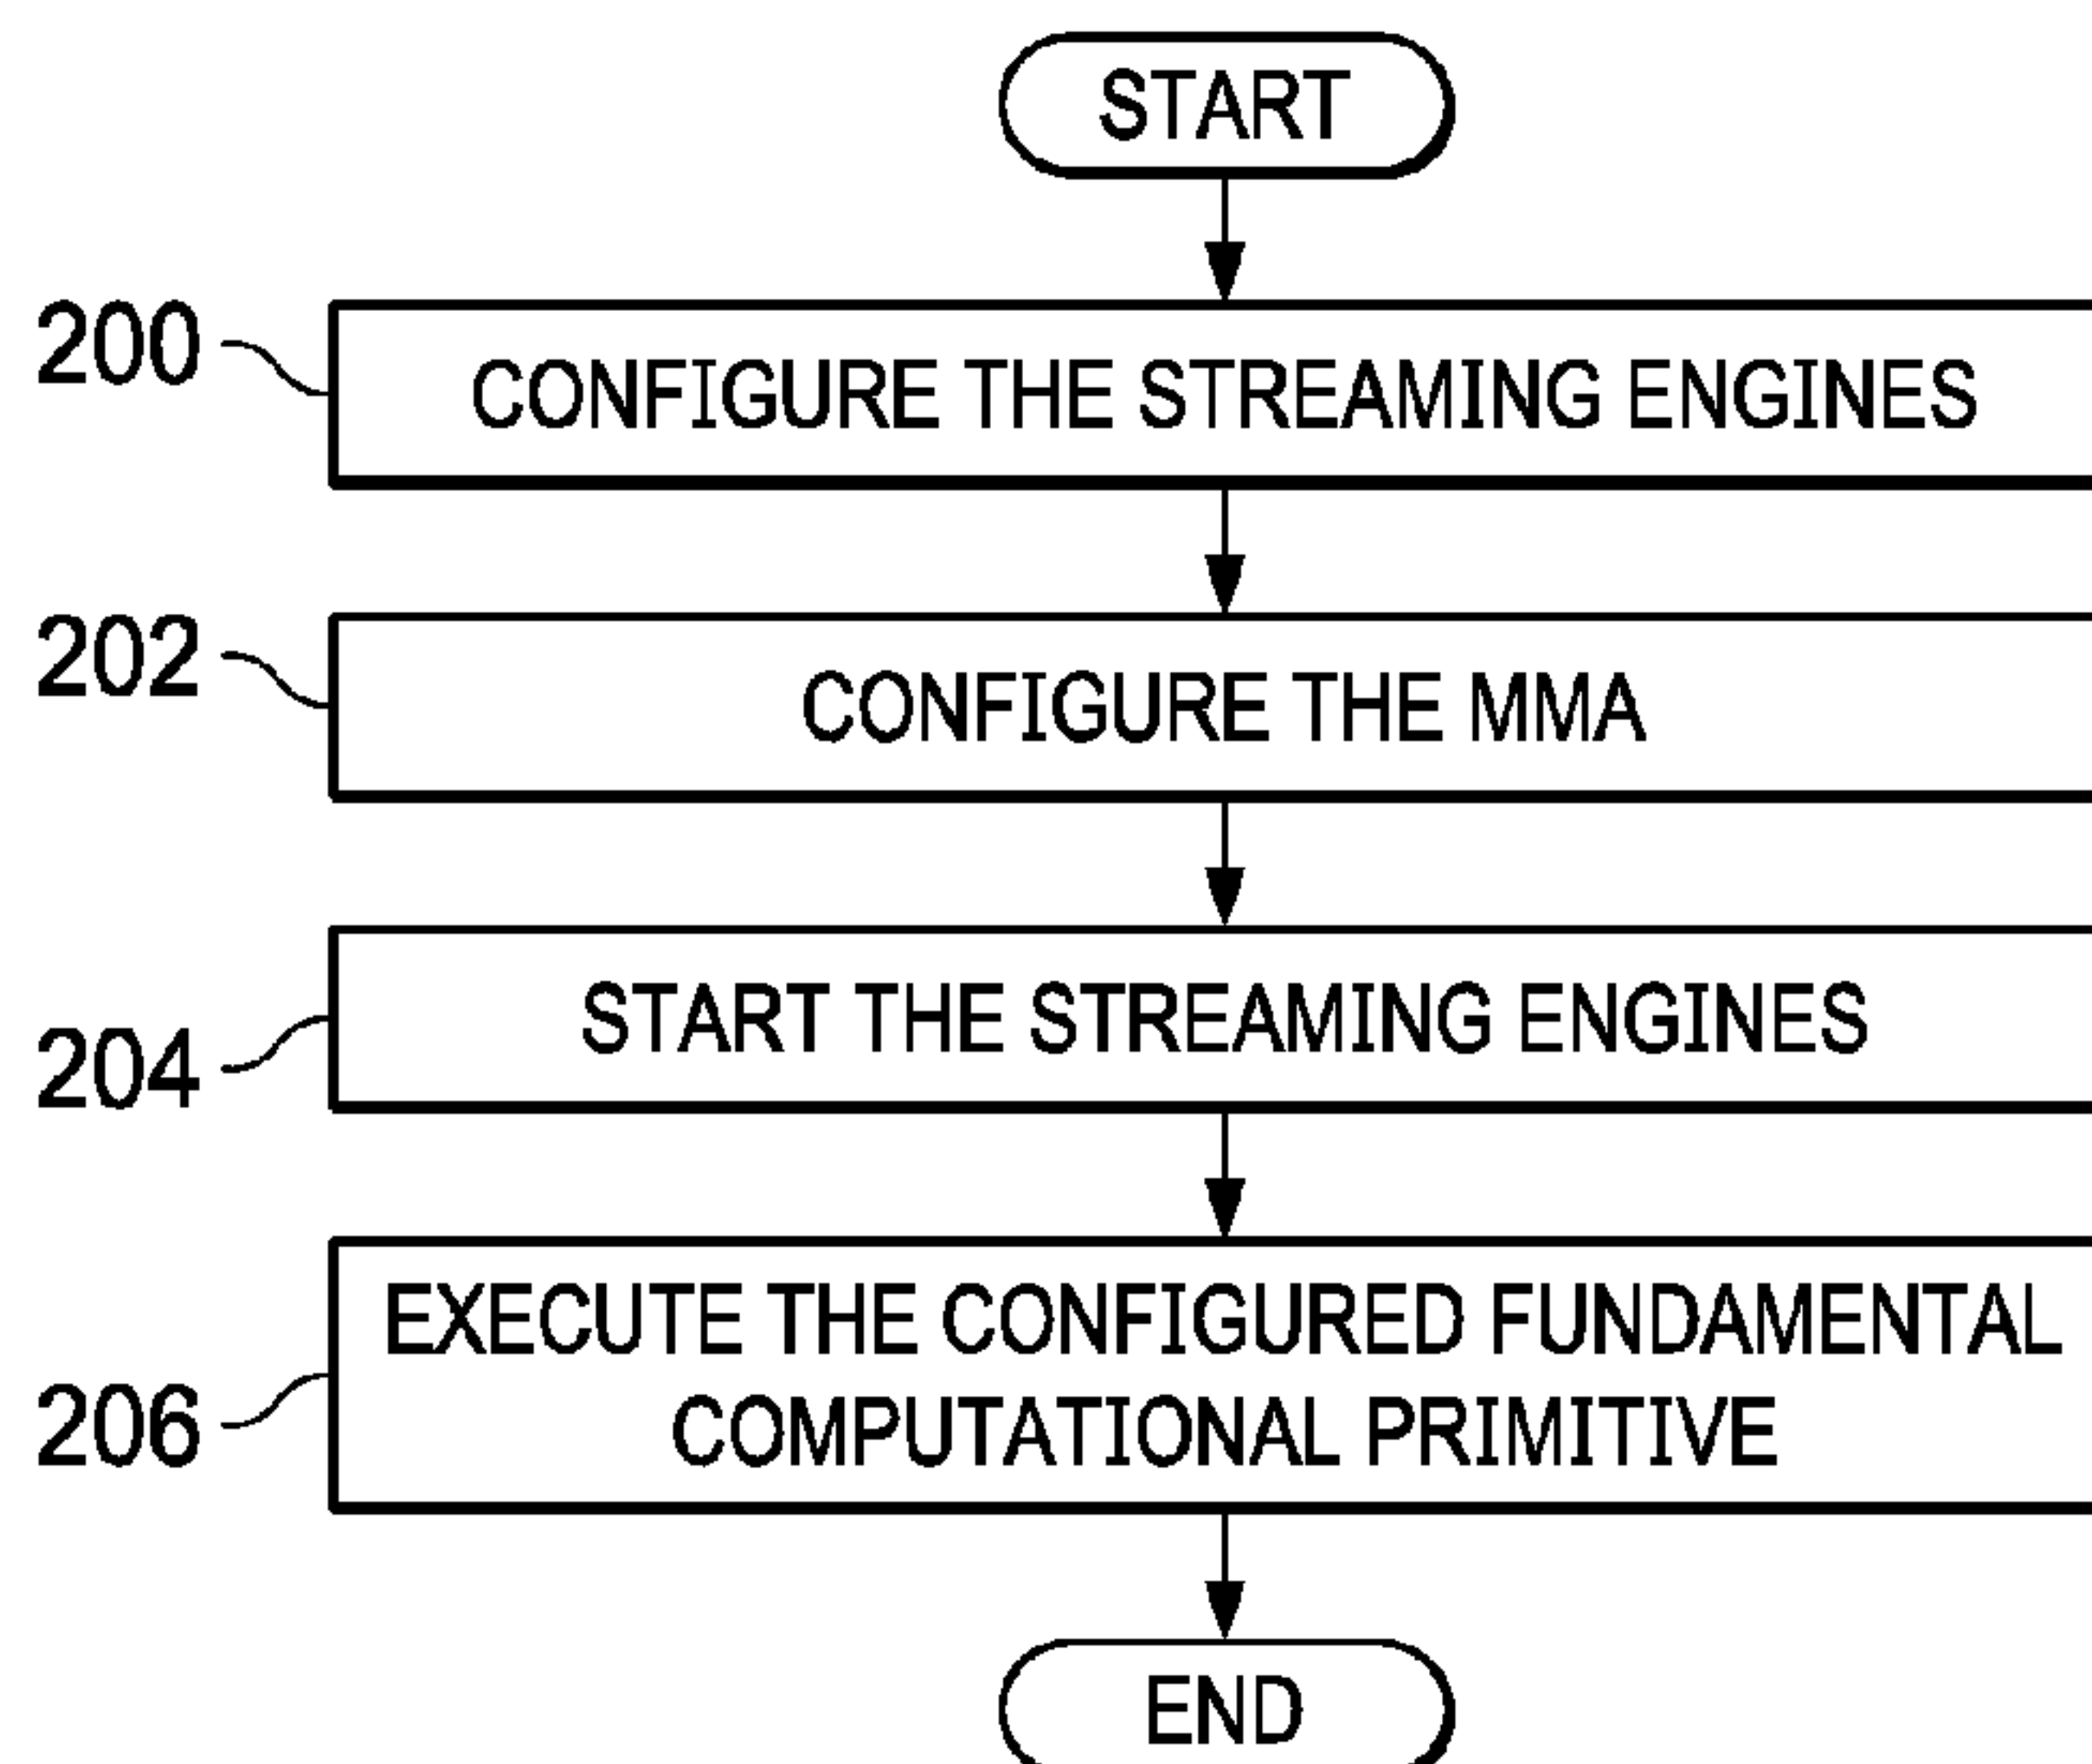 START
200
CONFIGURE THE STREAMING ENGINES
202
CONFIGURE THE MMA
204
START THE STREAMING ENGINES
206
EXECUTE THE CONFIGURED FUNDAMENTAL
COMPUTATIONAL PRIMITIVE
END